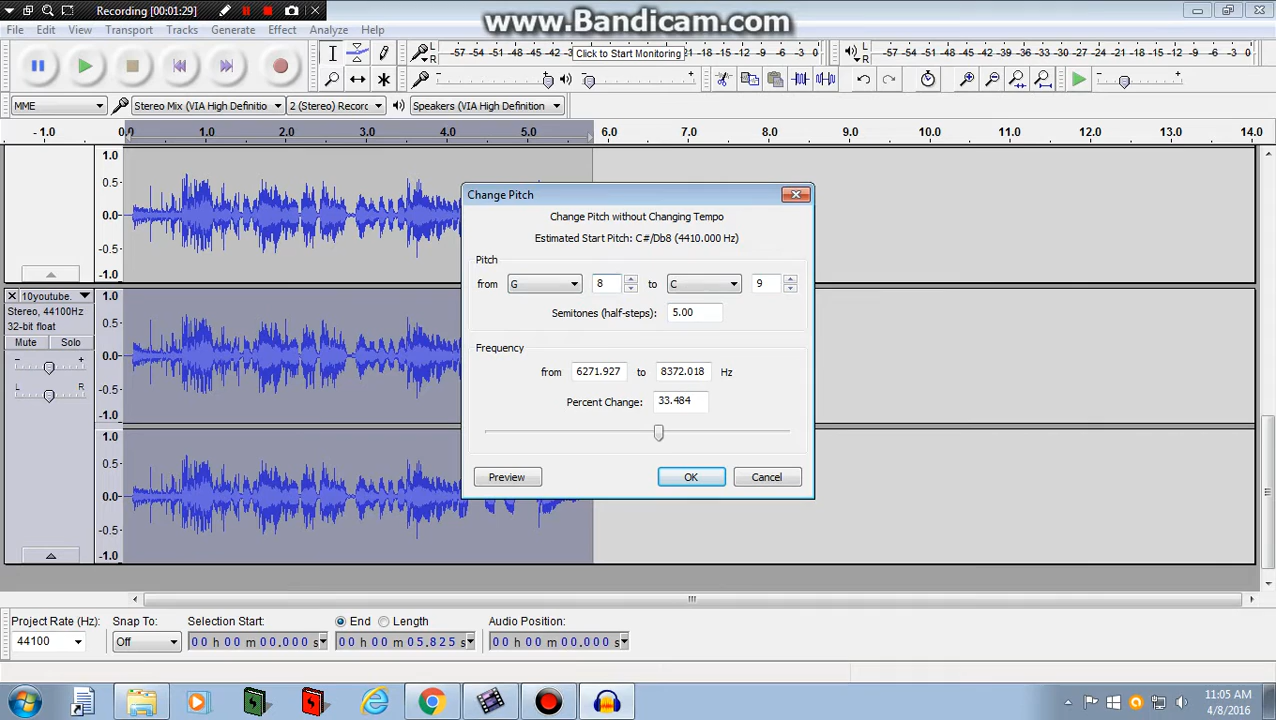 Recording [00:01:29]
www.Bandicam.com
File Edit View Transport Tracks Generate Effect Analyze Help
L R -57 -54 -51 -48 -45 -42 Click to Start Monitoring 21 -18 -15 -12 -9 -6 -3 0
L R -57 -54 -51 -48 -45 -42 -39 -36 -33 -30 -27 -24 -21 -18 -15 -12 -9 -6 -3 0
MME Stereo Mix (VIA High Definitio 2 (Stereo) Recorc Speakers (VIA High Definition
- 1.0 0.0 1.0 2.0 3.0 4.0 5.0 6.0 7.0 8.0 9.0 10.0 11.0 12.0 13.0 14.0
1.0
0.5
0.0
-0.5
-1.0
Change Pitch
Change Pitch without Changing Tempo
Estimated Start Pitch: C#/Db8 (4410.000 Hz)
Pitch
from G 8 to C 9
Semitones (half-steps): 5.00
Frequency
from 6271.927 to 8372.018 Hz
Percent Change: 33.484
Preview OK Cancel
10youtube.
Stereo, 44100Hz
32-bit float
Mute Solo
- +
L R
1.0
0.5
0.0
-0.5
-1.0
1.0
0.5
0.0
-0.5
-1.0
Project Rate (Hz): Snap To: Selection Start: End Length Audio Position:
44100 Off 00 h 00 m 00.000 s 00 h 00 m 05.825 s 00 h 00 m 00.000 s
11:05 AM
4/8/2016